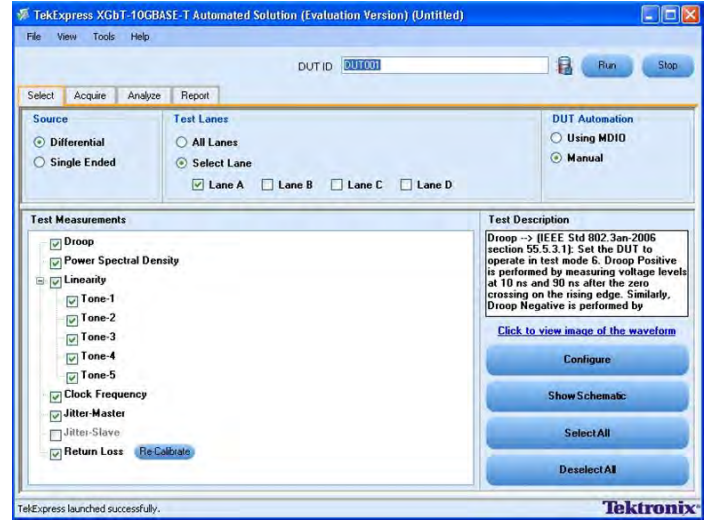 TekExpress XGbT-10GBASE-T Automated Solution (Evaluation Version) (Untitled)
File View Tools Help
DUT ID DUT001 Run Stop
Select Acquire Analyze Report
Source Test Lanes DUT Automation
Differential All Lanes Using MDIO
Single Ended Select Lane Manual
Lane A Lane B Lane C Lane D
Test Measurements
Droop
Power Spectral Density
Linearity
Tone-1
Tone-2
Tone-3
Tone-4
Tone-5
Clock Frequency
Jitter-Master
Jitter-Slave
Return Loss Re-Calibrate
Test Description
Droop --> (IEEE Std 802.3an-2006
section 55.5.3.1): Set the DUT to
operate in test mode 6. Droop Positive
is performed by measuring voltage levels
at 10 ns and 90 ns after the zero
crossing on the rising edge. Similarly,
Droop Negative is performed by
Click to view image of the waveform
Configure
Show Schematic
Select All
Deselect All
TekExpress launched successfully.
Tektronix